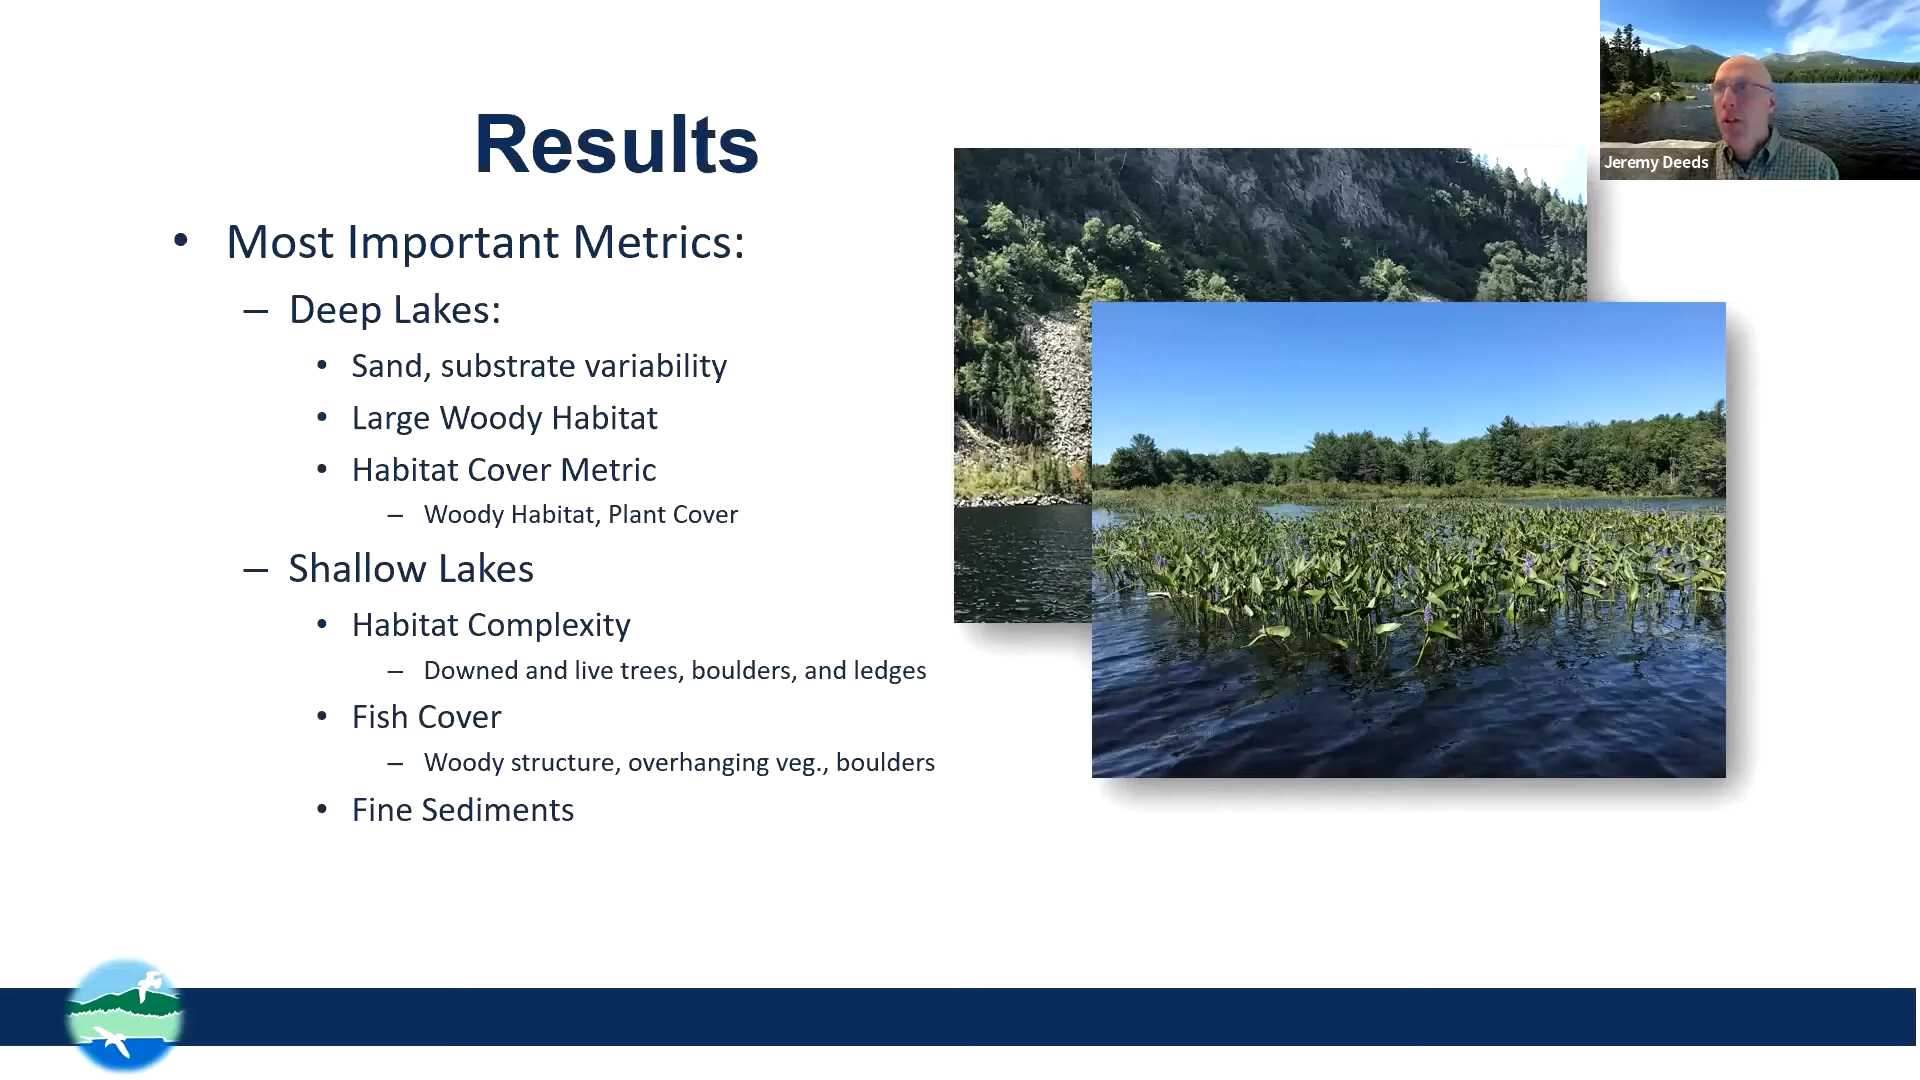 Jeremy Deeds
Results
• Most Important Metrics:
– Deep Lakes:
• Sand, substrate variability
• Large Woody Habitat
• Habitat Cover Metric
– Woody Habitat, Plant Cover
– Shallow Lakes
• Habitat Complexity
– Downed and live trees, boulders, and ledges
• Fish Cover
– Woody structure, overhanging veg., boulders
• Fine Sediments